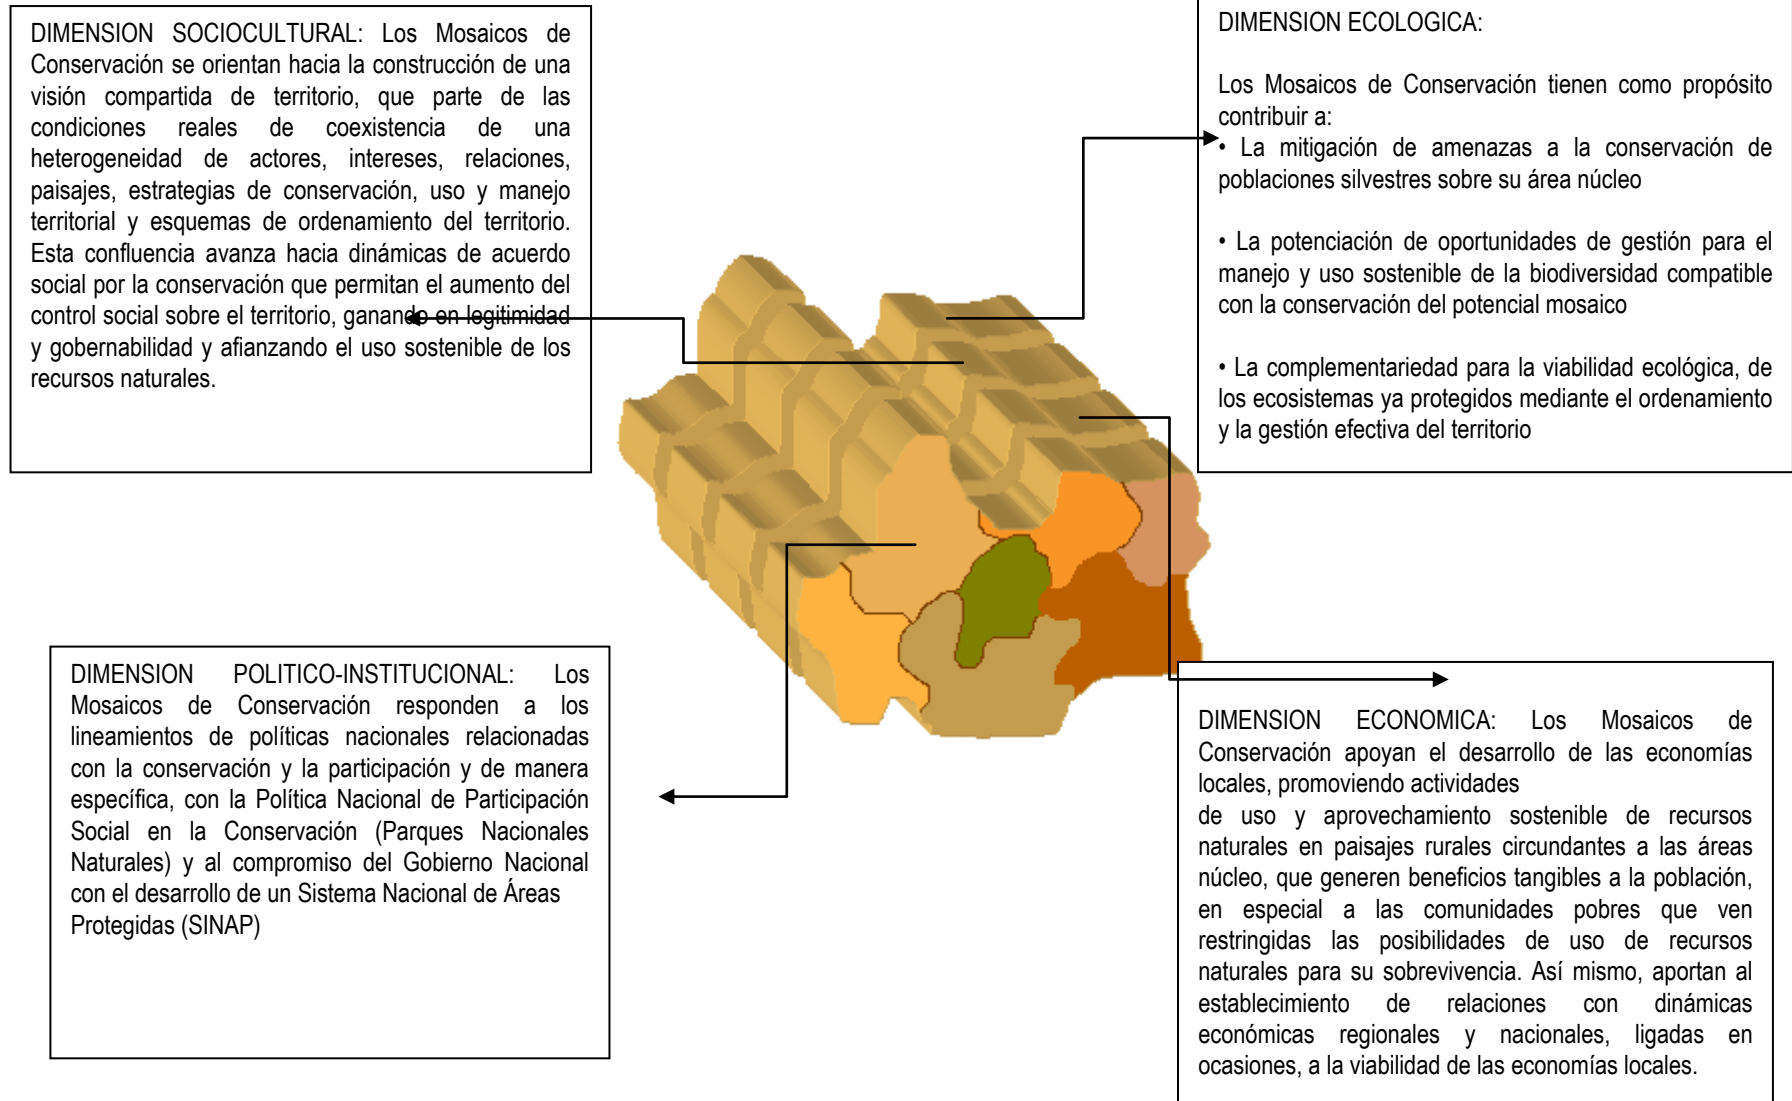 DIMENSION SOCIOCULTURAL: Los Mosaicos de
Conservación se orientan hacia la construcción de una
visión compartida de territorio, que parte de las
condiciones reales de coexistencia de una
heterogeneidad de actores, intereses, relaciones,
paisajes, estrategias de conservación, uso y manejo
territorial y esquemas de ordenamiento del territorio.
Esta confluencia avanza hacia dinámicas de acuerdo
social por la conservación que permitan el aumento del
control social sobre el territorio, ganando en legitimidad
y gobernabilidad y afianzando el uso sostenible de los
recursos naturales.
DIMENSION ECOLOGICA:
Los Mosaicos de Conservación tienen como propósito
contribuir a:
• La mitigación de amenazas a la conservación de
poblaciones silvestres sobre su área núcleo
• La potenciación de oportunidades de gestión para el
manejo y uso sostenible de la biodiversidad compatible
con la conservación del potencial mosaico
• La complementariedad para la viabilidad ecológica, de
los ecosistemas ya protegidos mediante el ordenamiento
y la gestión efectiva del territorio
DIMENSION POLITICO-INSTITUCIONAL: Los
Mosaicos de Conservación responden a los
lineamientos de políticas nacionales relacionadas
con la conservación y la participación y de manera
específica, con la Política Nacional de Participación
Social en la Conservación (Parques Nacionales
Naturales) y al compromiso del Gobierno Nacional
con el desarrollo de un Sistema Nacional de Áreas
Protegidas (SINAP)
DIMENSION ECONOMICA: Los Mosaicos de
Conservación apoyan el desarrollo de las economías
locales, promoviendo actividades
de uso y aprovechamiento sostenible de recursos
naturales en paisajes rurales circundantes a las áreas
núcleo, que generen beneficios tangibles a la población,
en especial a las comunidades pobres que ven
restringidas las posibilidades de uso de recursos
naturales para su sobrevivencia. Así mismo, aportan al
establecimiento de relaciones con dinámicas
económicas regionales y nacionales, ligadas en
ocasiones, a la viabilidad de las economías locales.